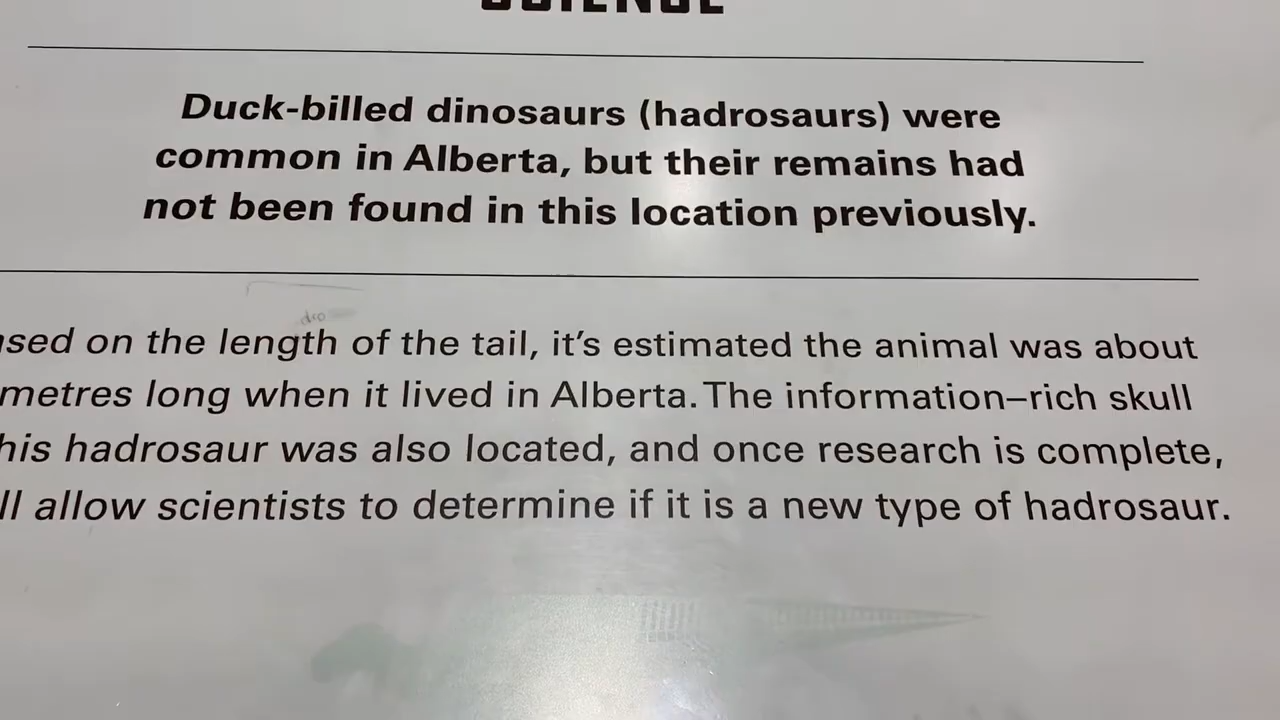 SCIENCE
Duck-billed dinosaurs (hadrosaurs) were
common in Alberta, but their remains had
not been found in this location previously.
on the length of the tail, it's estimated the animal was about
metres long when it lived in Alberta. The information–rich skull
hadrosaur was also located, and once research is complete,
allow scientists to determine if it is a new type of hadrosaur.